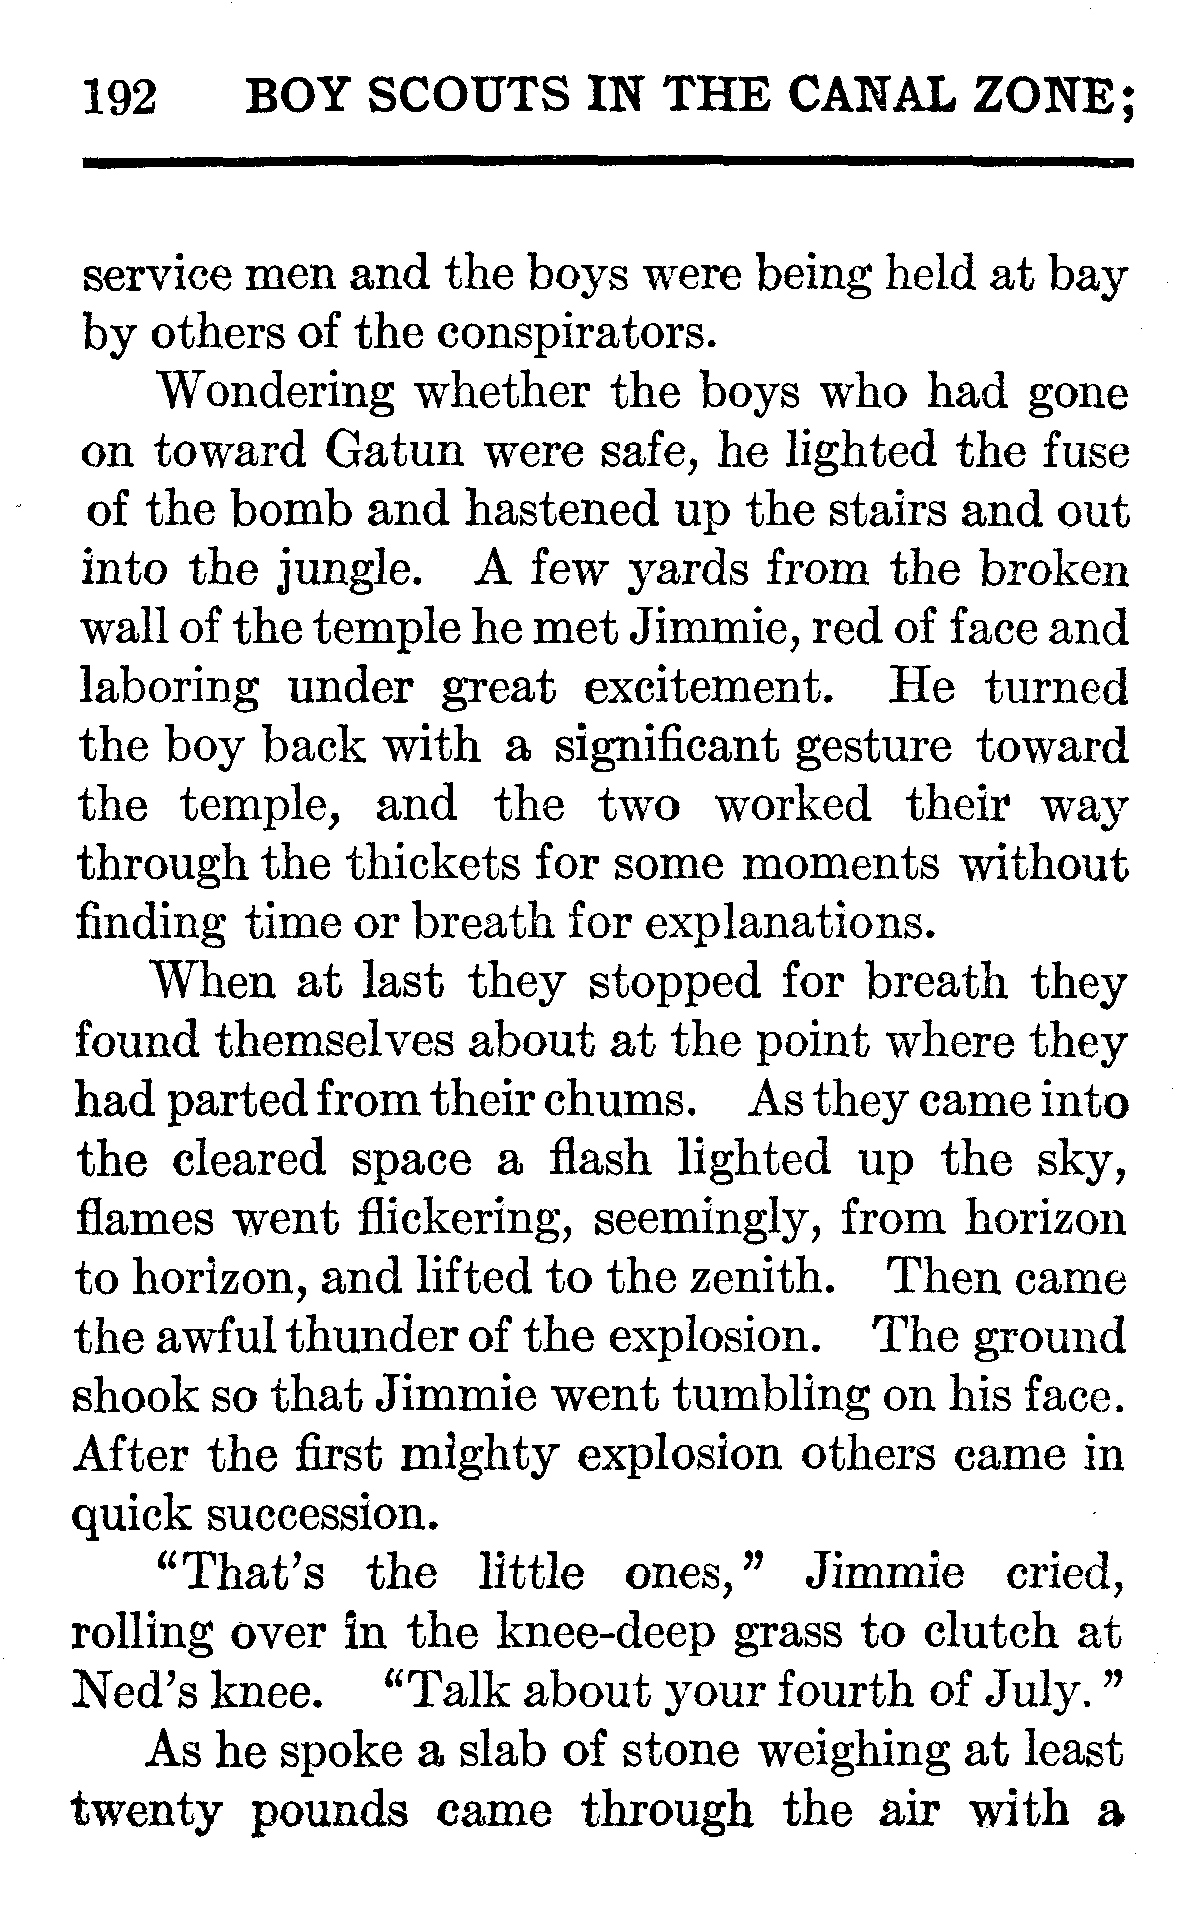 192 BOY SCOUTS IN THE CANAL ZONE;
service men and the boys were being held at bay
by others of the conspirators.
Wondering whether the boys who had gone
on toward Gatun were safe, he lighted the fuse
of the bomb and hastened up the stairs and out
into the jungle. A few yards from the broken
wall of the temple he met Jimmie, red of face and
laboring under great excitement. He turned
the boy back with a significant gesture toward
the temple, and the two worked their way
through the thickets for some moments without
finding time or breath for explanations.
When at last they stopped for breath they
found themselves about at the point where they
had parted from their chums. As they came into
the cleared space a flash lighted up the sky,
flames went flickering, seemingly, from horizon
to horizon, and lifted to the zenith. Then came
the awful thunder of the explosion. The ground
shook so that Jimmie went tumbling on his face.
After the first mighty explosion others came in
quick succession.
“That’s the little ones,” Jimmie cried,
rolling over in the knee-deep grass to clutch at
Ned’s knee. “Talk about your fourth of July.”
As he spoke a slab of stone weighing at least
twenty pounds came through the air with a